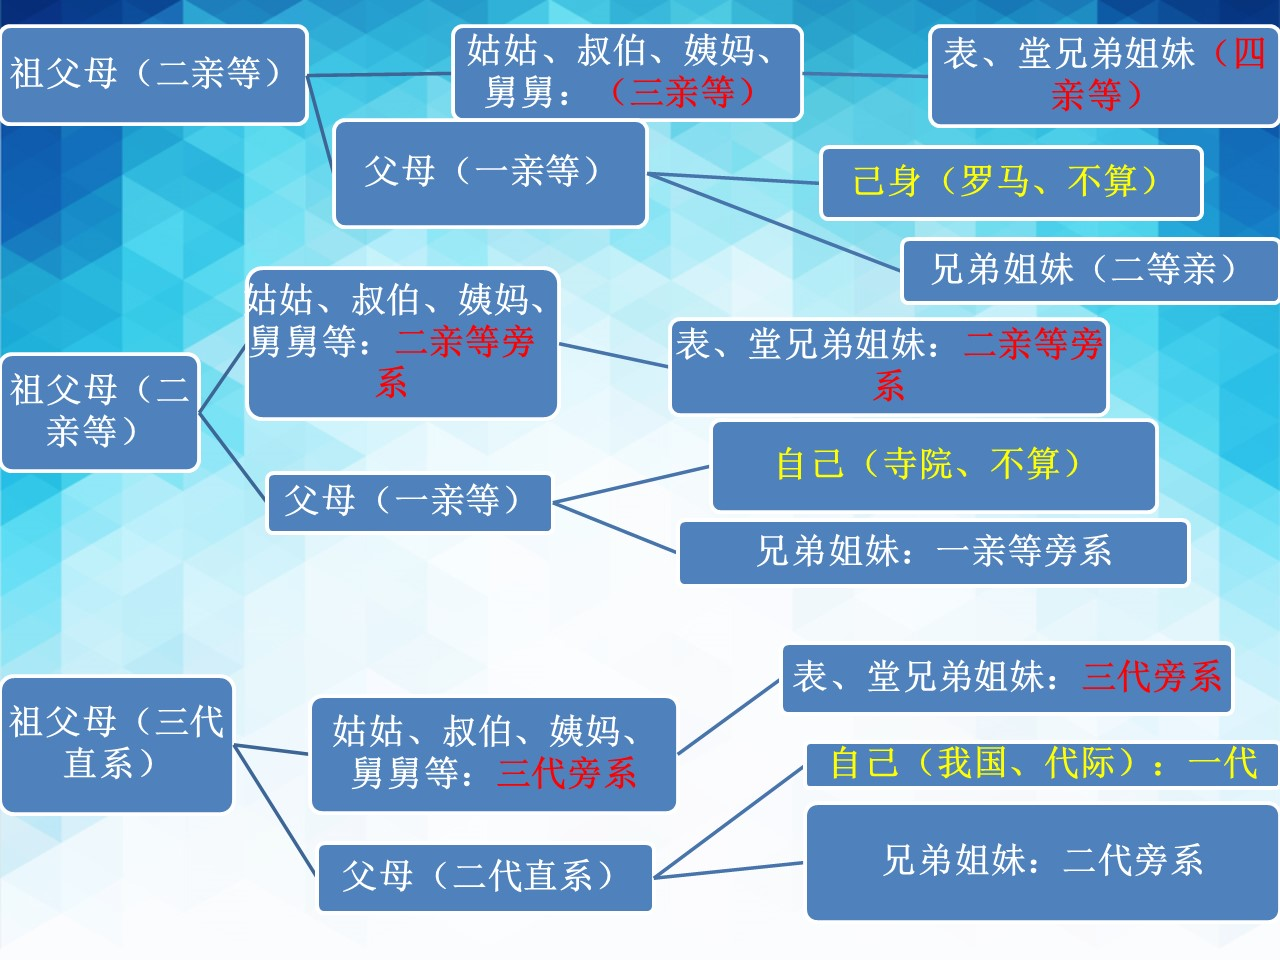 祖父母（二亲等）
姑姑、叔伯、姨妈、
舅舅：（三亲等）
表、堂兄弟姐妹（四
亲等）
父母（一亲等）
己身（罗马、不算）
兄弟姐妹（二等亲）
姑姑、叔伯、姨妈、
舅舅等：二亲等旁
系
祖父母（二
亲等）
表、堂兄弟姐妹：二亲等旁
系
父母（一亲等）
自己（寺院、不算）
兄弟姐妹：一亲等旁系
祖父母（三代
直系）
姑姑、叔伯、姨妈、
舅舅等：三代旁系
表、堂兄弟姐妹：三代旁系
父母（二代直系）
自己（我国、代际）：一代
兄弟姐妹：二代旁系